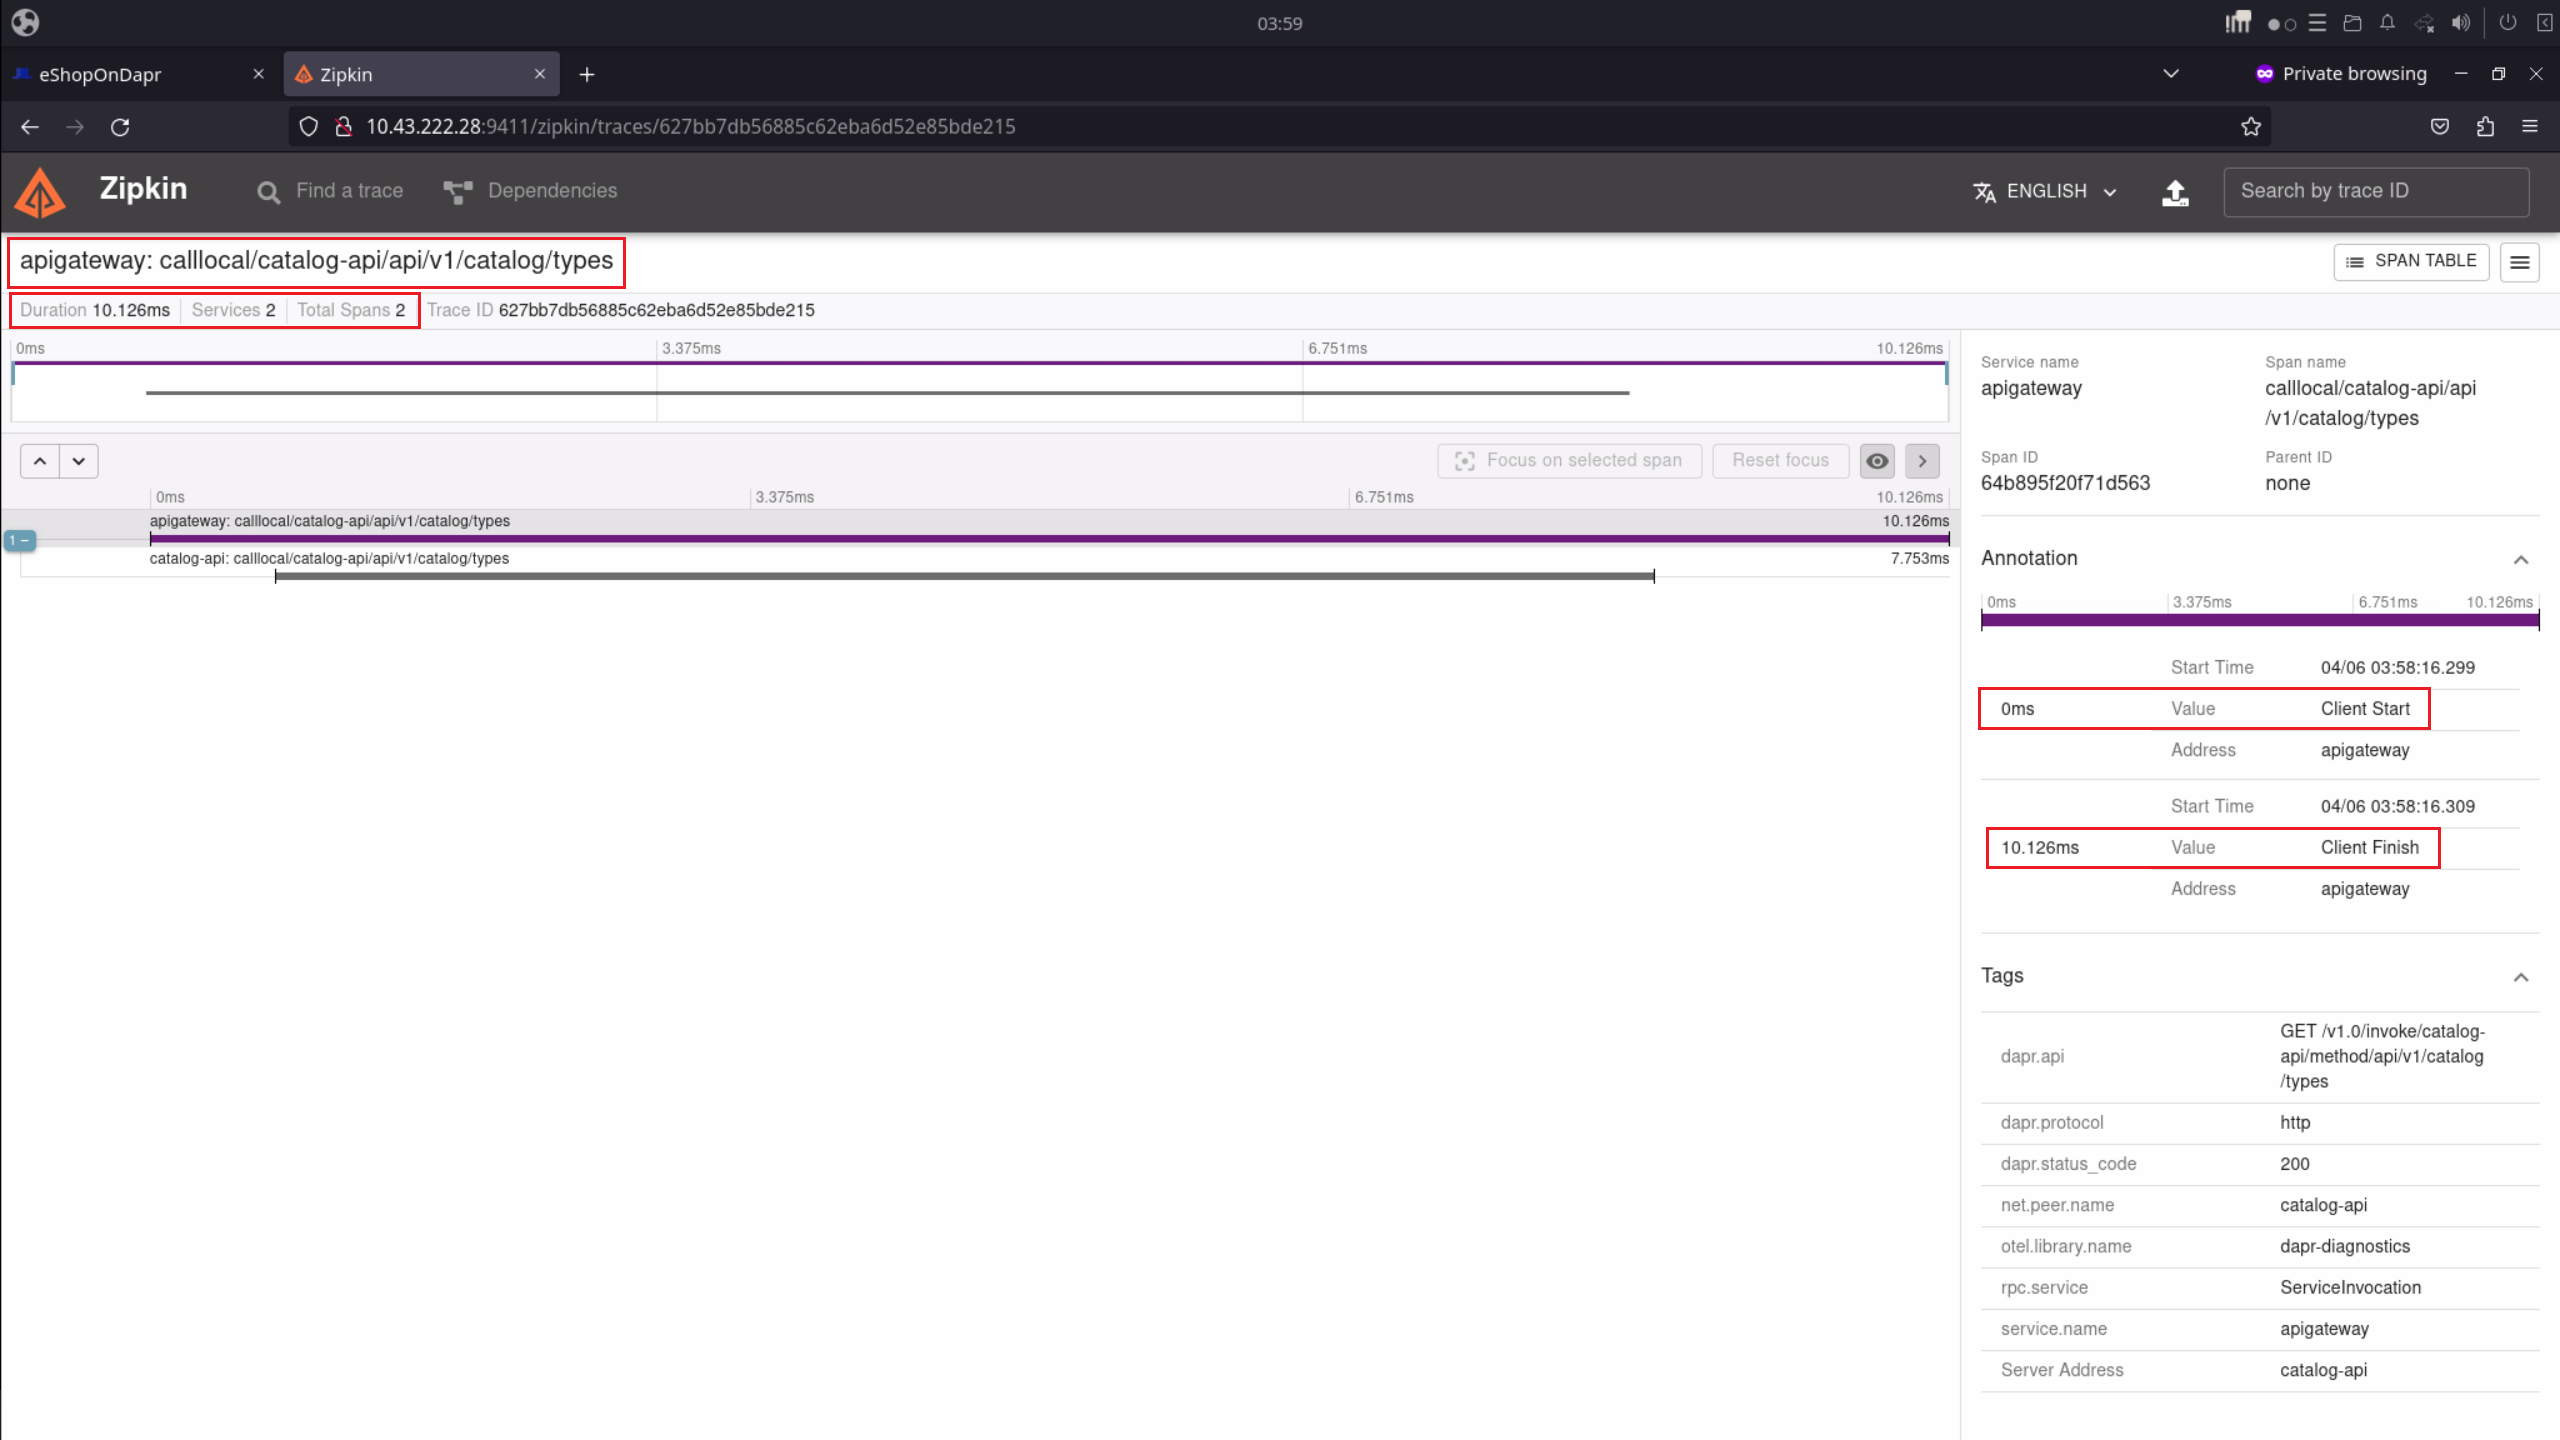 03:59
eShopOnDapr
Zipkin
Private browsing
10.43.222.28:9411/zipkin/traces/627bb7db56885c62eba6d52e85bde215
Zipkin
Find a trace
Dependencies
ENGLISH
Search by trace ID
apigateway: calllocal/catalog-api/api/v1/catalog/types
SPAN TABLE
Duration 10.126ms Services 2 Total Spans 2 Trace ID 627bb7db56885c62eba6d52e85bde215
0ms 3.375ms 6.751ms 10.126ms
Focus on selected span
Reset focus
0ms 3.375ms 6.751ms 10.126ms
apigateway: calllocal/catalog-api/api/v1/catalog/types 10.126ms
1 –
catalog-api: calllocal/catalog-api/api/v1/catalog/types 7.753ms
Service name
apigateway
Span name
calllocal/catalog-api/api
/v1/catalog/types
Span ID
64b895f20f71d563
Parent ID
none
Annotation
0ms 3.375ms 6.751ms 10.126ms
Start Time 04/06 03:58:16.299
0ms Value Client Start
Address apigateway
Start Time 04/06 03:58:16.309
10.126ms Value Client Finish
Address apigateway
Tags
dapr.api
GET /v1.0/invoke/catalog-
api/method/api/v1/catalog
/types
dapr.protocol http
dapr.status_code 200
net.peer.name catalog-api
otel.library.name dapr-diagnostics
rpc.service ServiceInvocation
service.name apigateway
Server Address catalog-api